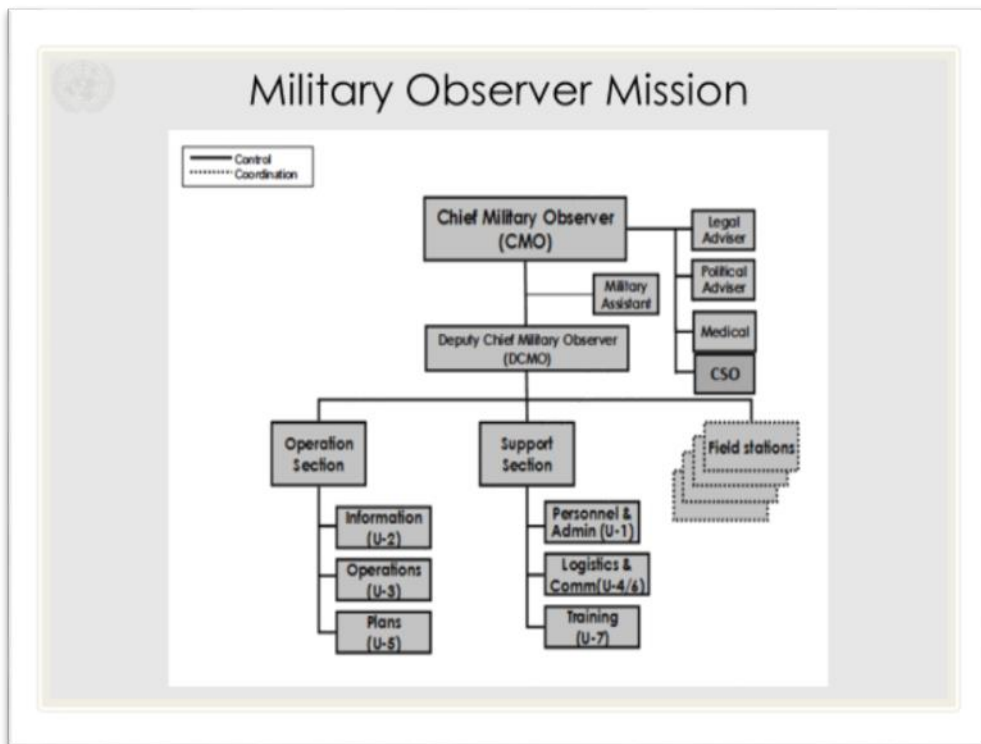 Military Observer Mission
Control
Coordination
Chief Military Observer
(CMO)
Legal
Adviser
Political
Adviser
Military
Assistant
Medical
Deputy Chief Military Observer
(DCMO)
CSO
Operation
Section
Support
Section
Field stations
Information
(U-2)
Operations
(U-3)
Plans
(U-5)
Personnel &
Admin (U-1)
Logistics &
Comm(U-4/6)
Training
(U-7)